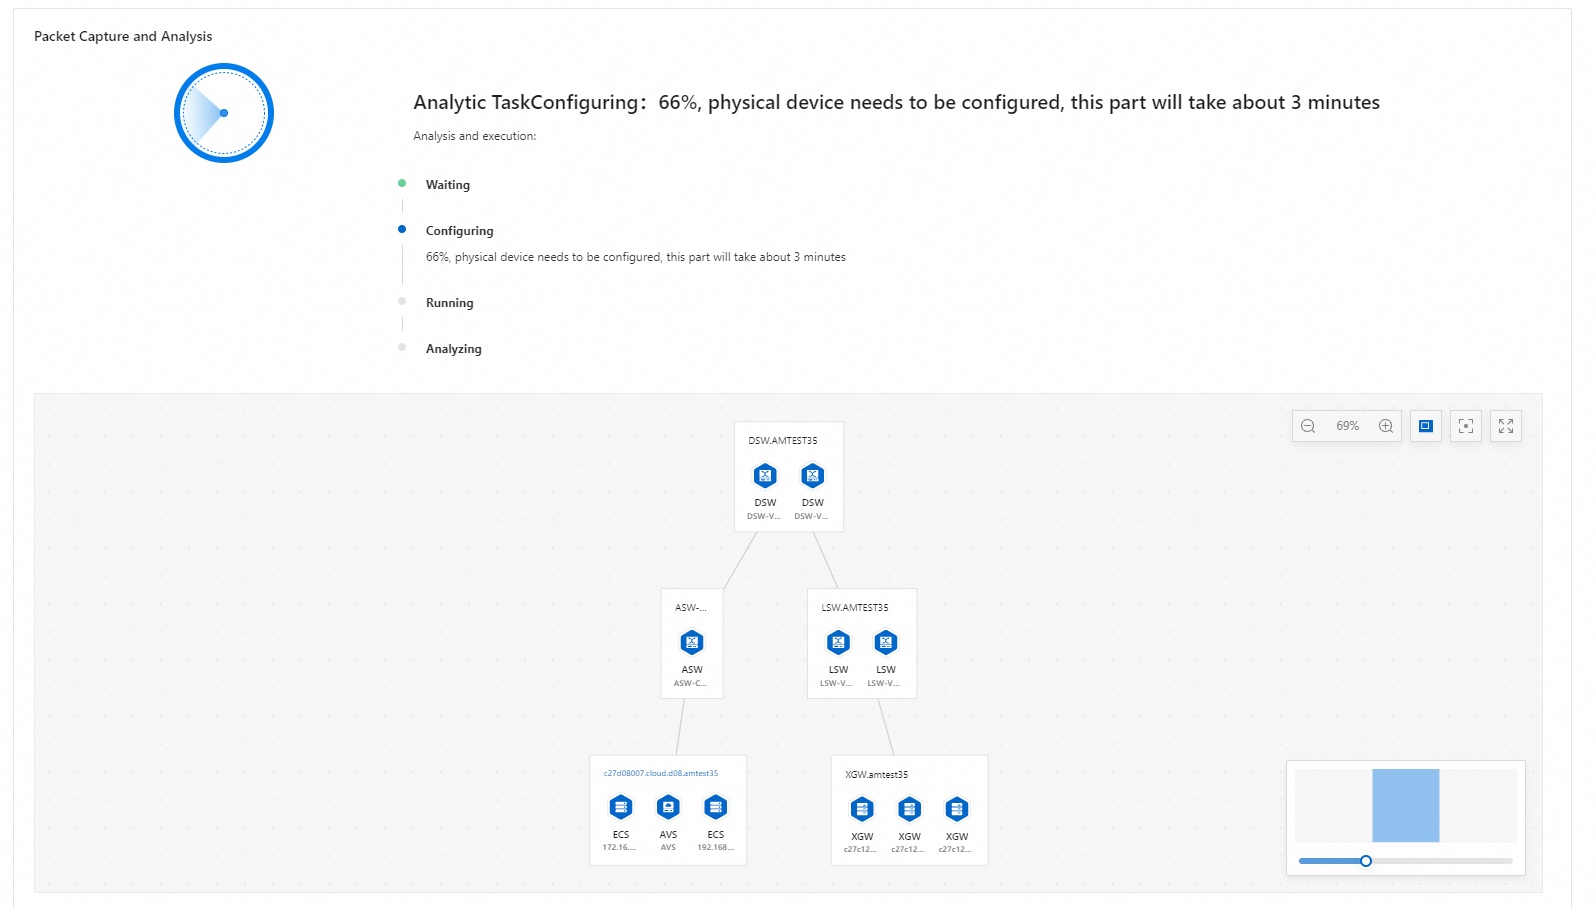 Packet Capture and Analysis
Analytic TaskConfiguring：66%, physical device needs to be configured, this part will take about 3 minutes
Analysis and execution:
Waiting
Configuring
66%, physical device needs to be configured, this part will take about 3 minutes
Running
Analyzing
69%
DSW.AMTEST35
DSW DSW
DSW-V... DSW-V...
ASW-... LSW.AMTEST35
ASW LSW LSW
ASW-C... LSW-V... LSW-V...
c27d08007.cloud.d08.amtest35 XGW.amtest35
ECS AVS ECS XGW XGW XGW
172.16.... AVS 192.168... c27c12... c27c12... c27c12...